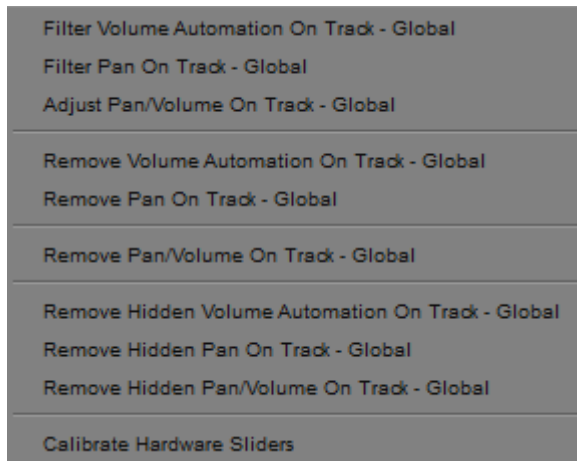 Filter Volume Automation On Track - Global
Filter Pan On Track - Global
Adjust Pan/Volume On Track - Global
Remove Volume Automation On Track - Global
Remove Pan On Track - Global
Remove Pan/Volume On Track - Global
Remove Hidden Volume Automation On Track - Global
Remove Hidden Pan On Track - Global
Remove Hidden Pan/Volume On Track - Global
Calibrate Hardware Sliders